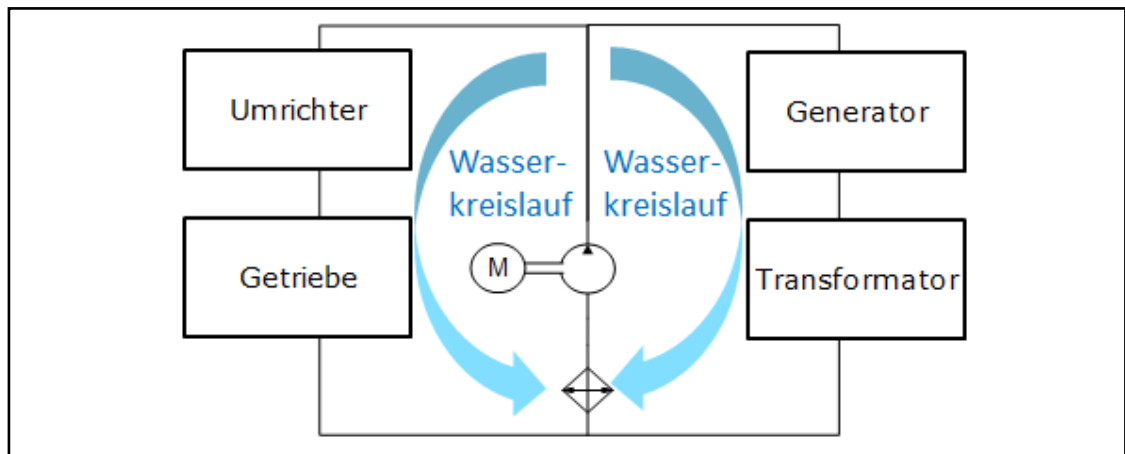 Umrichter
Generator
Wasser-
kreislauf
Wasser-
kreislauf
M
Getriebe
Transformator